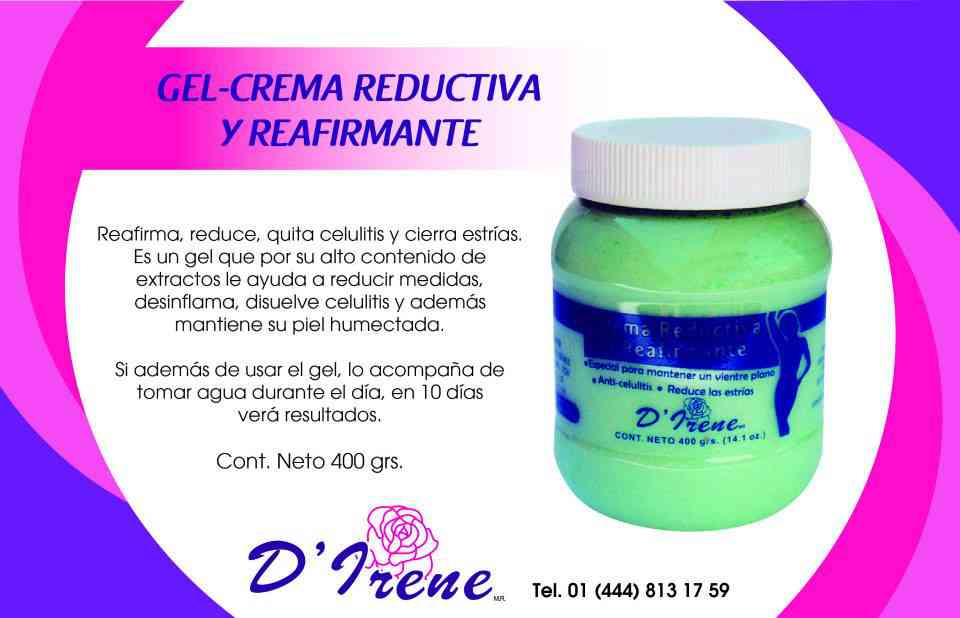 GEL-CREMA REDUCTIVA
Y REAFIRMANTE
Reafirma, reduce, quita celulitis y cierra estrías.
Es un gel que por su alto contenido de
extractos le ayuda a reducir medidas,
desinflama, disuelve celulitis y además
mantiene su piel humectada.
Si además de usar el gel, lo acompaña de
tomar agua durante el día, en 10 días
verá resultados.
Cont. Neto 400 grs.
D'Irene M.R.
Tel. 01 (444) 813 17 59
Reductiva
Reafirmante
•Especial para mantener un vientre plano
•Anti-celulitis • Reduce las estrías
D'Irene
CONT. NETO 400 grs. (14.1 oz.)